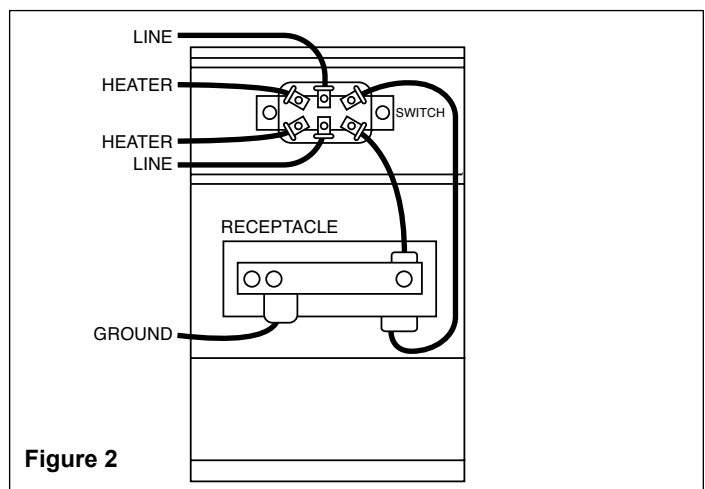 LINE
HEATER
SWITCH
HEATER
LINE
RECEPTACLE
GROUND
Figure 2